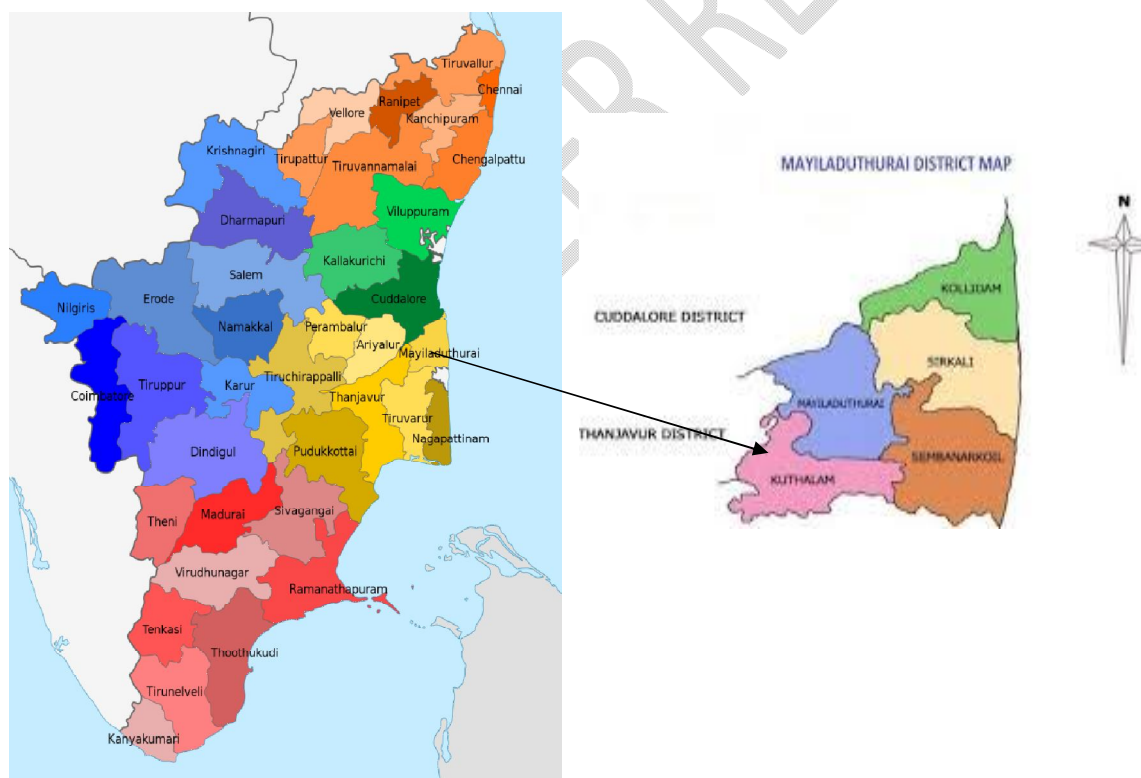 Tiruvallur
Chennai
Ranipet
Vellore
Kanchipuram
Krishnagiri
Tirupattur
Tiruvannamalai
Chengalpattu
Dharmapuri
Viluppuram
Kallakurichi
Salem
Cuddalore
Nilgiris
Erode
Namakkal
Perambalur
Ariyalur
Mayiladuthurai
Tiruchirappalli
Coimbatore
Tiruppur
Karur
Thanjavur
Tiruvarur
Nagapattinam
Dindigul
Pudukkottai
Theni
Madurai
Sivagangai
Virudhunagar
Ramanathapuram
Tenkasi
Thoothukudi
Tirunelveli
Kanyakumari
MAYILADUTHURAI DISTRICT MAP
N
KOLLIDAM
CUDDALORE DISTRICT
SIRKALI
MAYILADUTHURAI
THANJAVUR DISTRICT
SEMBANARKOIL
KUTHALAM